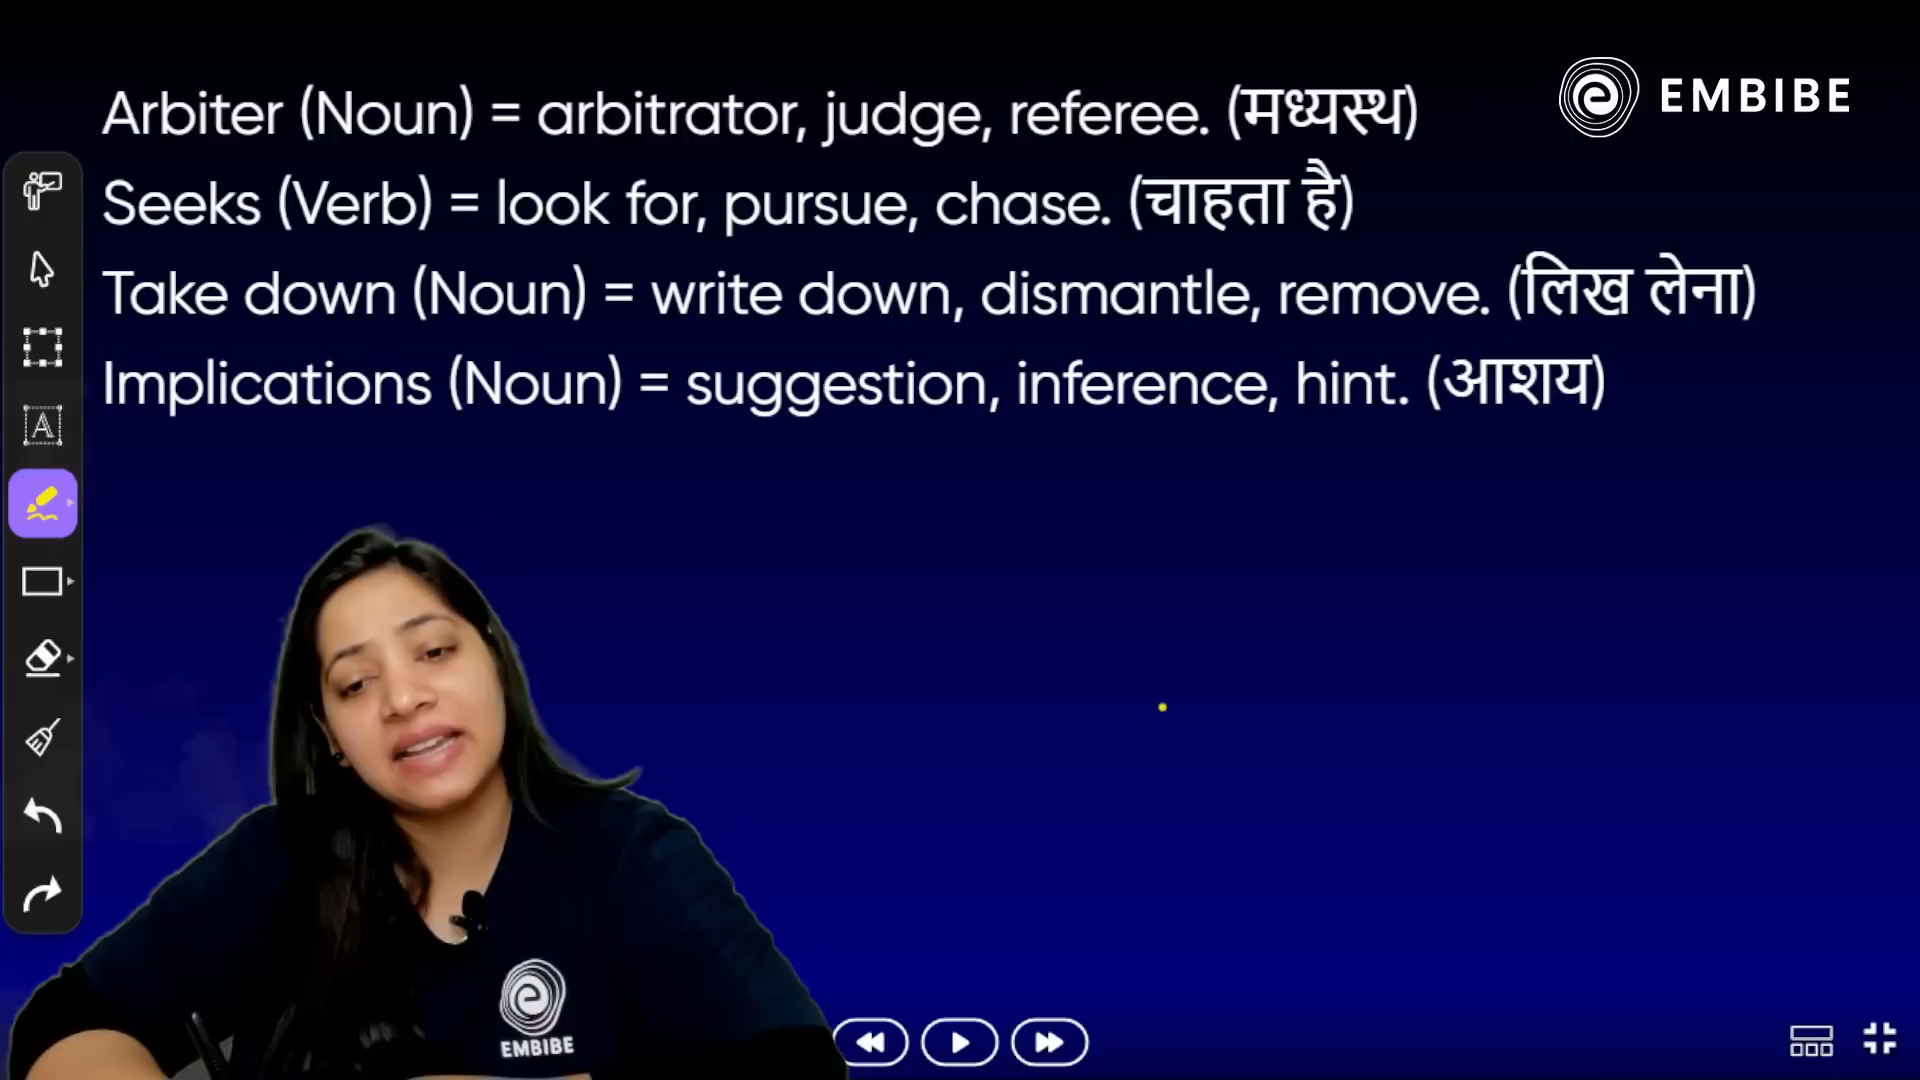 EMBIBE
Arbiter (Noun) = arbitrator, judge, referee. (मध्यस्थ)
Seeks (Verb) = look for, pursue, chase. (चाहता है)
Take down (Noun) = write down, dismantle, remove. (लिख लेना)
Implications (Noun) = suggestion, inference, hint. (आशय)
A
EMBIBE